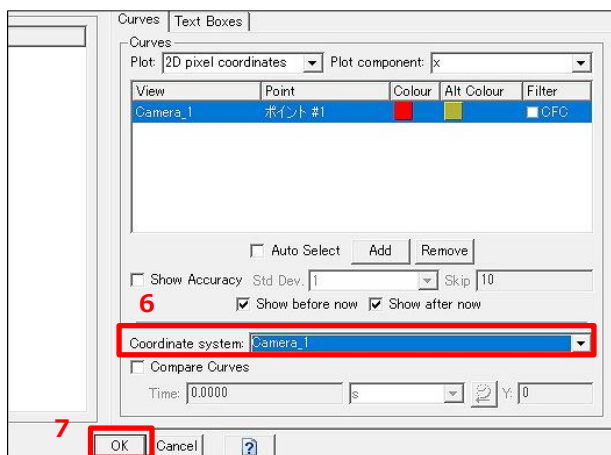 Curves Text Boxes
Curves
Plot: 2D pixel coordinates Plot component: x
View Point Colour Alt Colour Filter
Camera_1 ポイント #1 CFC
Auto Select Add Remove
Show Accuracy Std Dev. 1 Skip 10
6
Show before now Show after now
Coordinate system: Camera_1
Compare Curves
Time: 0.0000 s Y: 0
7
OK Cancel ?